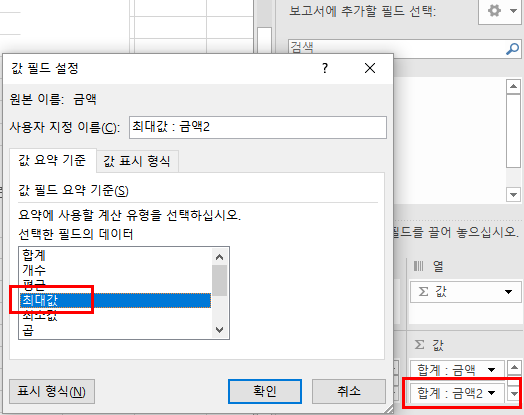 보고서에 추가할 필드 선택:
검색
값 필드 설정
원본 이름: 금액
사용자 지정 이름(C): 최대값 : 금액2
값 요약 기준 값 표시 형식
값 필드 요약 기준(S)
요약에 사용할 계산 유형을 선택하십시오.
선택한 필드의 데이터
합계
개수
평균
최대값
최소값
곱
표시 형식(N) 확인 취소
필드를 끌어 놓으십시오.
열
Σ 값
Σ 값
합계 : 금액
합계 : 금액2